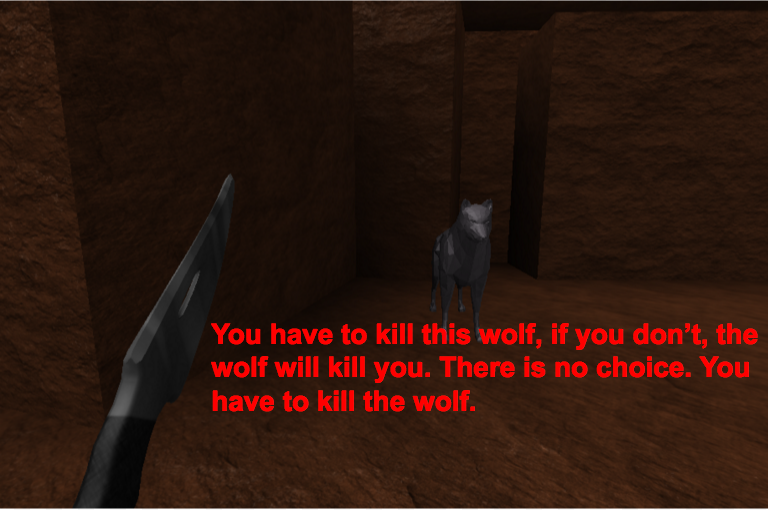 You have to kill this wolf, if you don’t, the
wolf will kill you. There is no choice. You
have to kill the wolf.